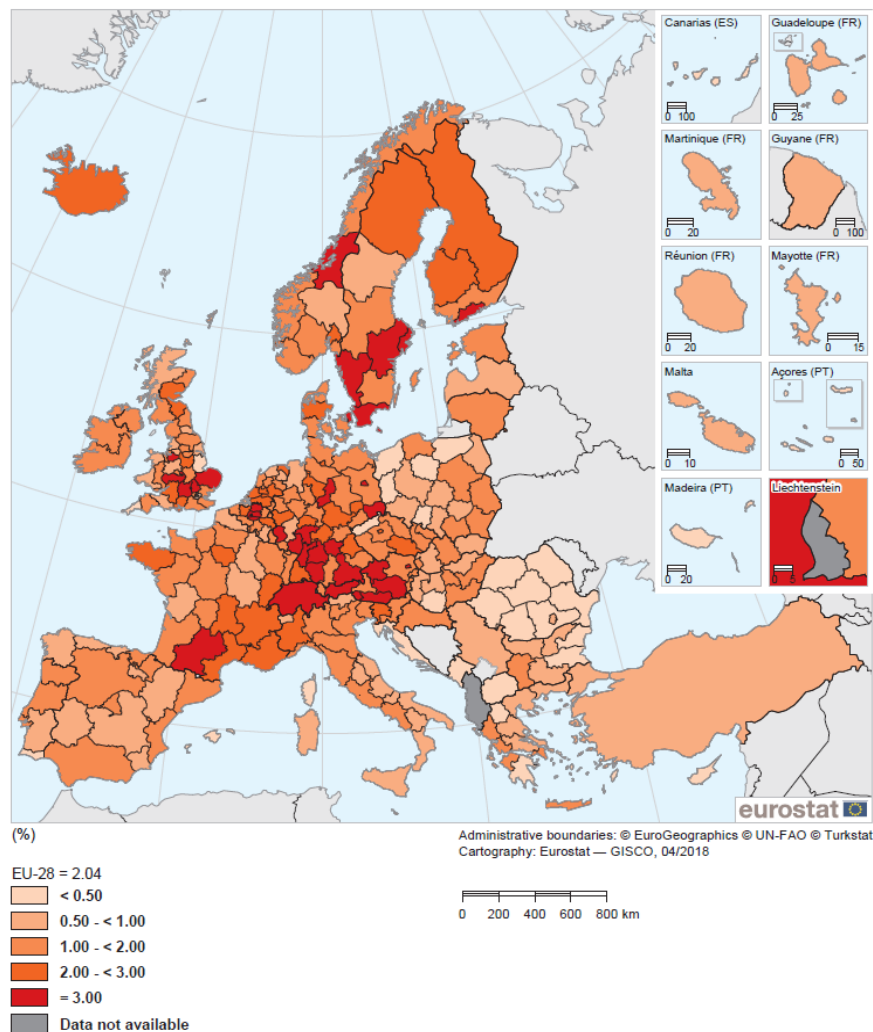 Canarias (ES)
0 100
Guadeloupe (FR)
0 25
Martinique (FR)
0 20
Guyane (FR)
0 100
Réunion (FR)
0 20
Mayotte (FR)
0 15
Malta
0 10
Açores (PT)
0 50
Madeira (PT)
0 20
Liechtenstein
0 5
eurostat
(%)
Administrative boundaries: © EuroGeographics © UN-FAO © Turkstat
Cartography: Eurostat — GISCO, 04/2018
EU-28 = 2.04
< 0.50
0.50 - < 1.00
1.00 - < 2.00
2.00 - < 3.00
= 3.00
Data not available
0 200 400 600 800 km